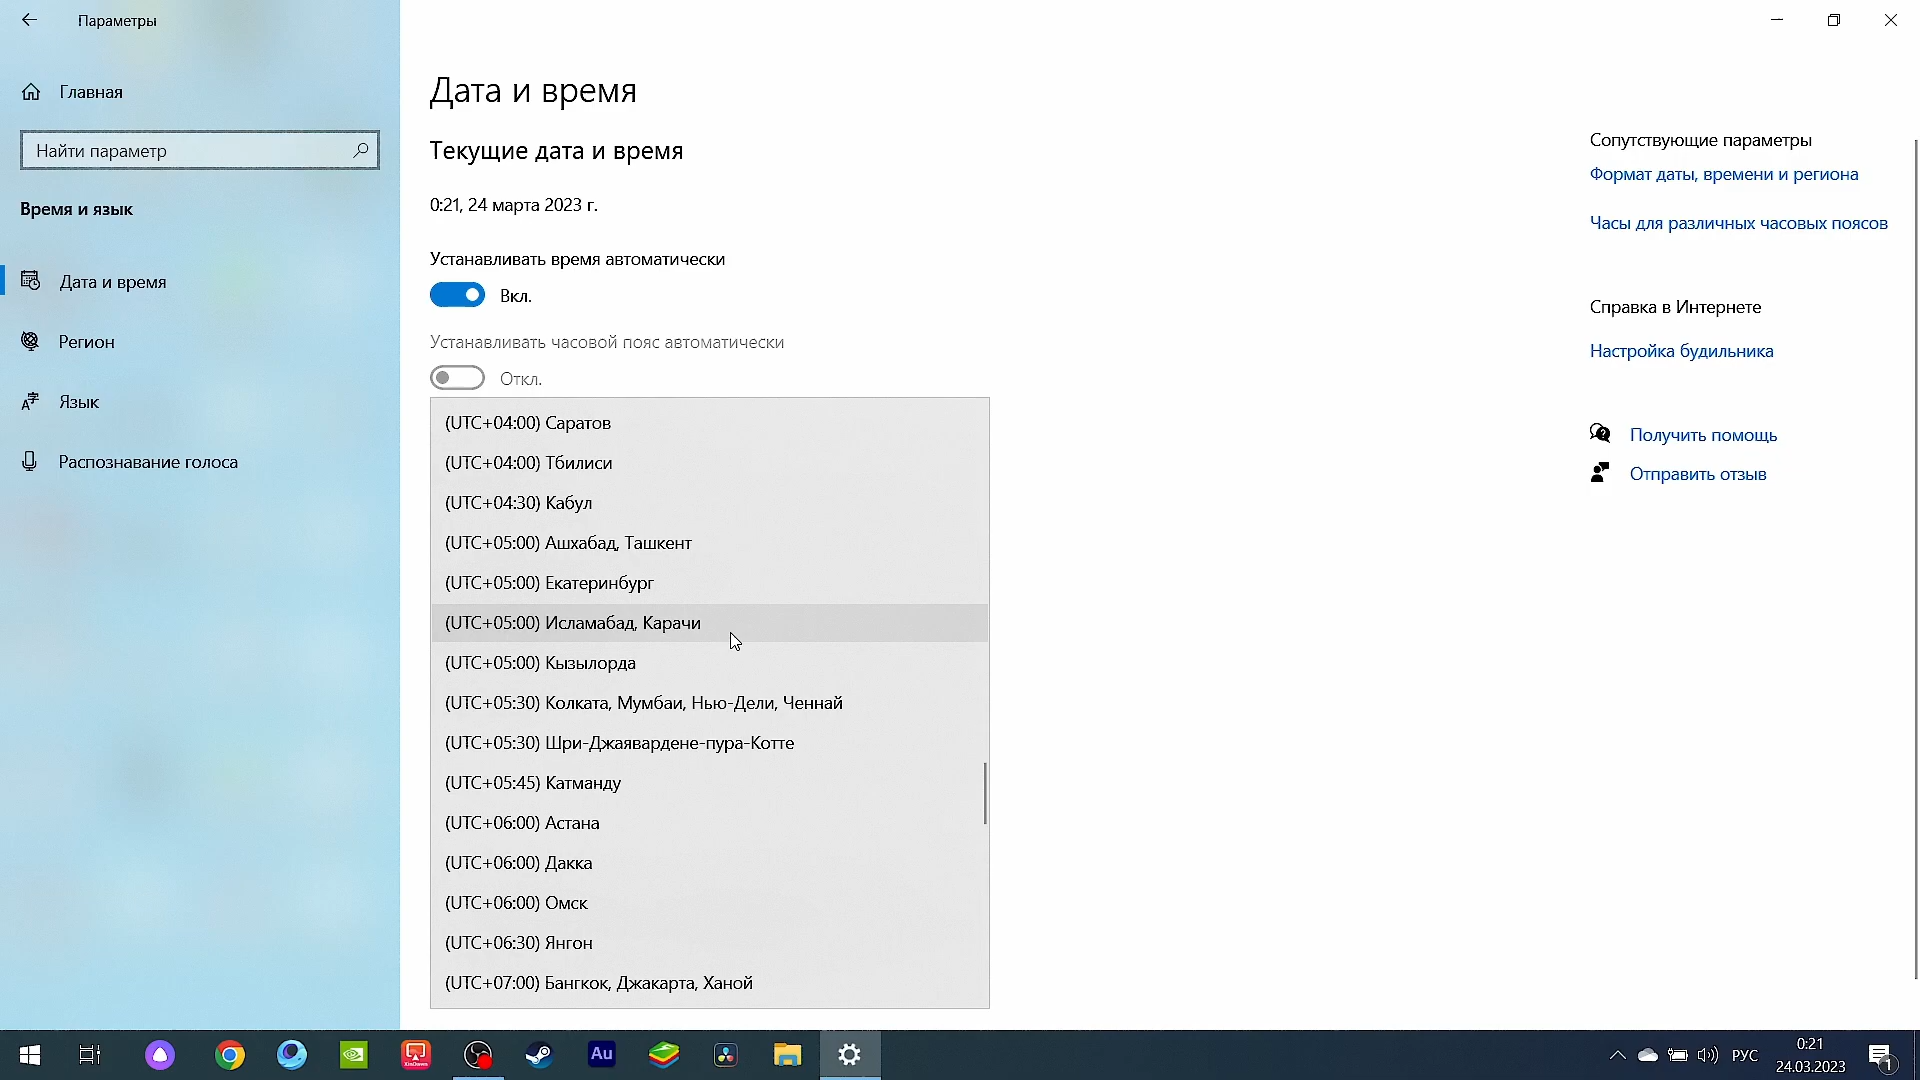 Параметры
Главная
Найти параметр
Время и язык
Дата и время
Регион
Язык
Распознавание голоса
Дата и время
Текущие дата и время
0:21, 24 марта 2023 г.
Устанавливать время автоматически
Вкл.
Устанавливать часовой пояс автоматически
Откл.
(UTC+04:00) Саратов
(UTC+04:00) Тбилиси
(UTC+04:30) Кабул
(UTC+05:00) Ашхабад, Ташкент
(UTC+05:00) Екатеринбург
(UTC+05:00) Исламабад, Карачи
(UTC+05:00) Кызылорда
(UTC+05:30) Колката, Мумбаи, Нью-Дели, Ченнай
(UTC+05:30) Шри-Джаявардене-пура-Котте
(UTC+05:45) Катманду
(UTC+06:00) Астана
(UTC+06:00) Дакка
(UTC+06:00) Омск
(UTC+06:30) Янгон
(UTC+07:00) Бангкок, Джакарта, Ханой
Сопутствующие параметры
Формат даты, времени и региона
Часы для различных часовых поясов
Справка в Интернете
Настройка будильника
Получить помощь
Отправить отзыв
Au
РУС
0:21
24.03.2023
1